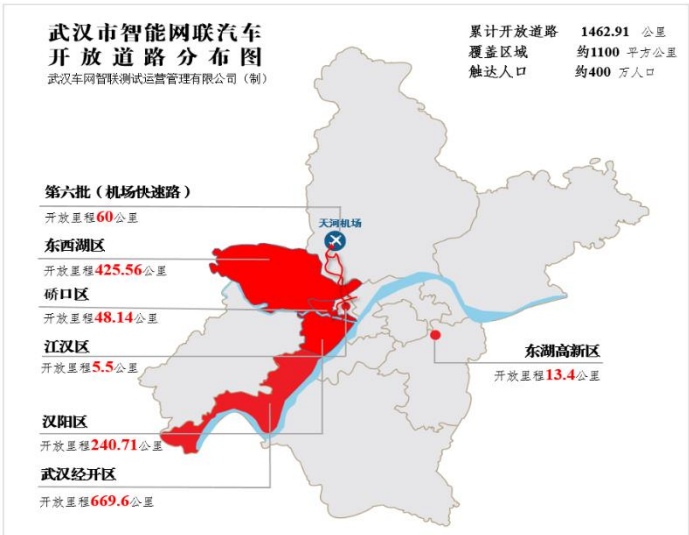 武汉市智能网联汽车
开放道路分布图
武汉车网智联测试运营管理有限公司（制）
累计开放道路 1462.91 公里
覆盖区域 约1100 平方公里
触达人口 约400 万人口
第六批（机场快速路）
开放里程60公里
天河机场
东西湖区
开放里程425.56公里
硚口区
开放里程48.14公里
江汉区
开放里程5.5公里
东湖高新区
开放里程13.4公里
汉阳区
开放里程240.71公里
武汉经开区
开放里程669.6公里